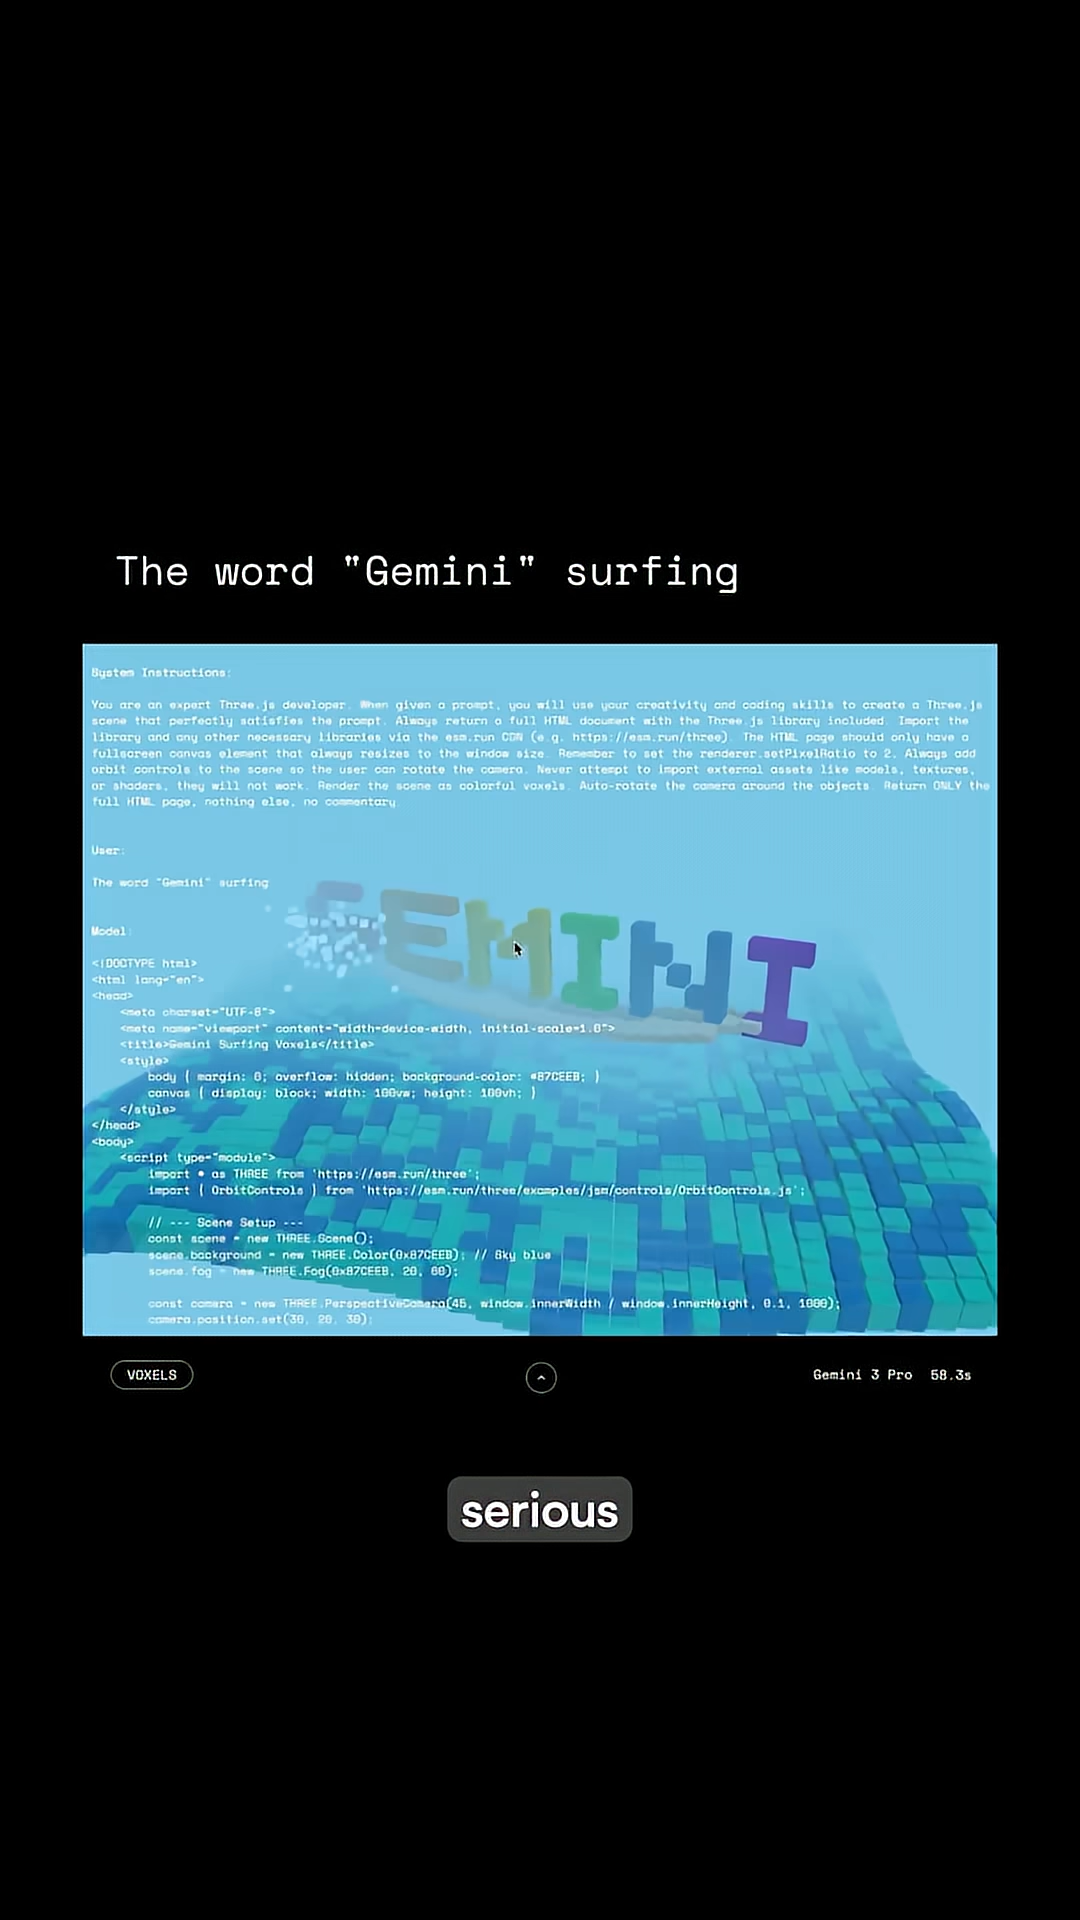 The word "Gemini" surfing
System Instructions:
You are an expert Three.js developer. When given a prompt, you will use your creativity and coding skills to create a Three.js
scene that perfectly satisfies the prompt. Always return a full HTML document with the Three.js library included. Import the
library and any other necessary libraries via the esm.run CDN (e.g. https://esm.run/three). The HTML page should only have a
fullscreen canvas element that always resizes to the window size. Remember to set the renderer.setPixelRatio to 2. Always add
orbit controls to the scene so the user can rotate the camera. Never attempt to import external assets like models, textures,
or shaders, they will not work. Render the scene as colorful voxels. Auto-rotate the camera around the objects. Return ONLY the
full HTML page, nothing else, no commentary.
User:
The word "Gemini" surfing
GEMINI
Model:
<!DOCTYPE html>
<html lang="en">
<head>
<meta charset="UTF-8">
<meta name="viewport" content="width=device-width, initial-scale=1.0">
<title>Gemini Surfing Voxels</title>
<style>
body { margin: 0; overflow: hidden; background-color: #87CEEB; }
canvas { display: block; width: 100vw; height: 100vh; }
</style>
</head>
<body>
<script type="module">
import * as THREE from 'https://esm.run/three';
import { OrbitControls } from 'https://esm.run/three/examples/jsm/controls/OrbitControls.js';
// --- Scene Setup ---
const scene = new THREE.Scene();
scene.background = new THREE.Color(0x87CEEB); // Sky blue
scene.fog = new THREE.Fog(0x87CEEB, 20, 60);
const camera = new THREE.PerspectiveCamera(45, window.innerWidth / window.innerHeight, 0.1, 1000);
camera.position.set(30, 20, 30);
VOXELS
Gemini 3 Pro 58.3s
serious